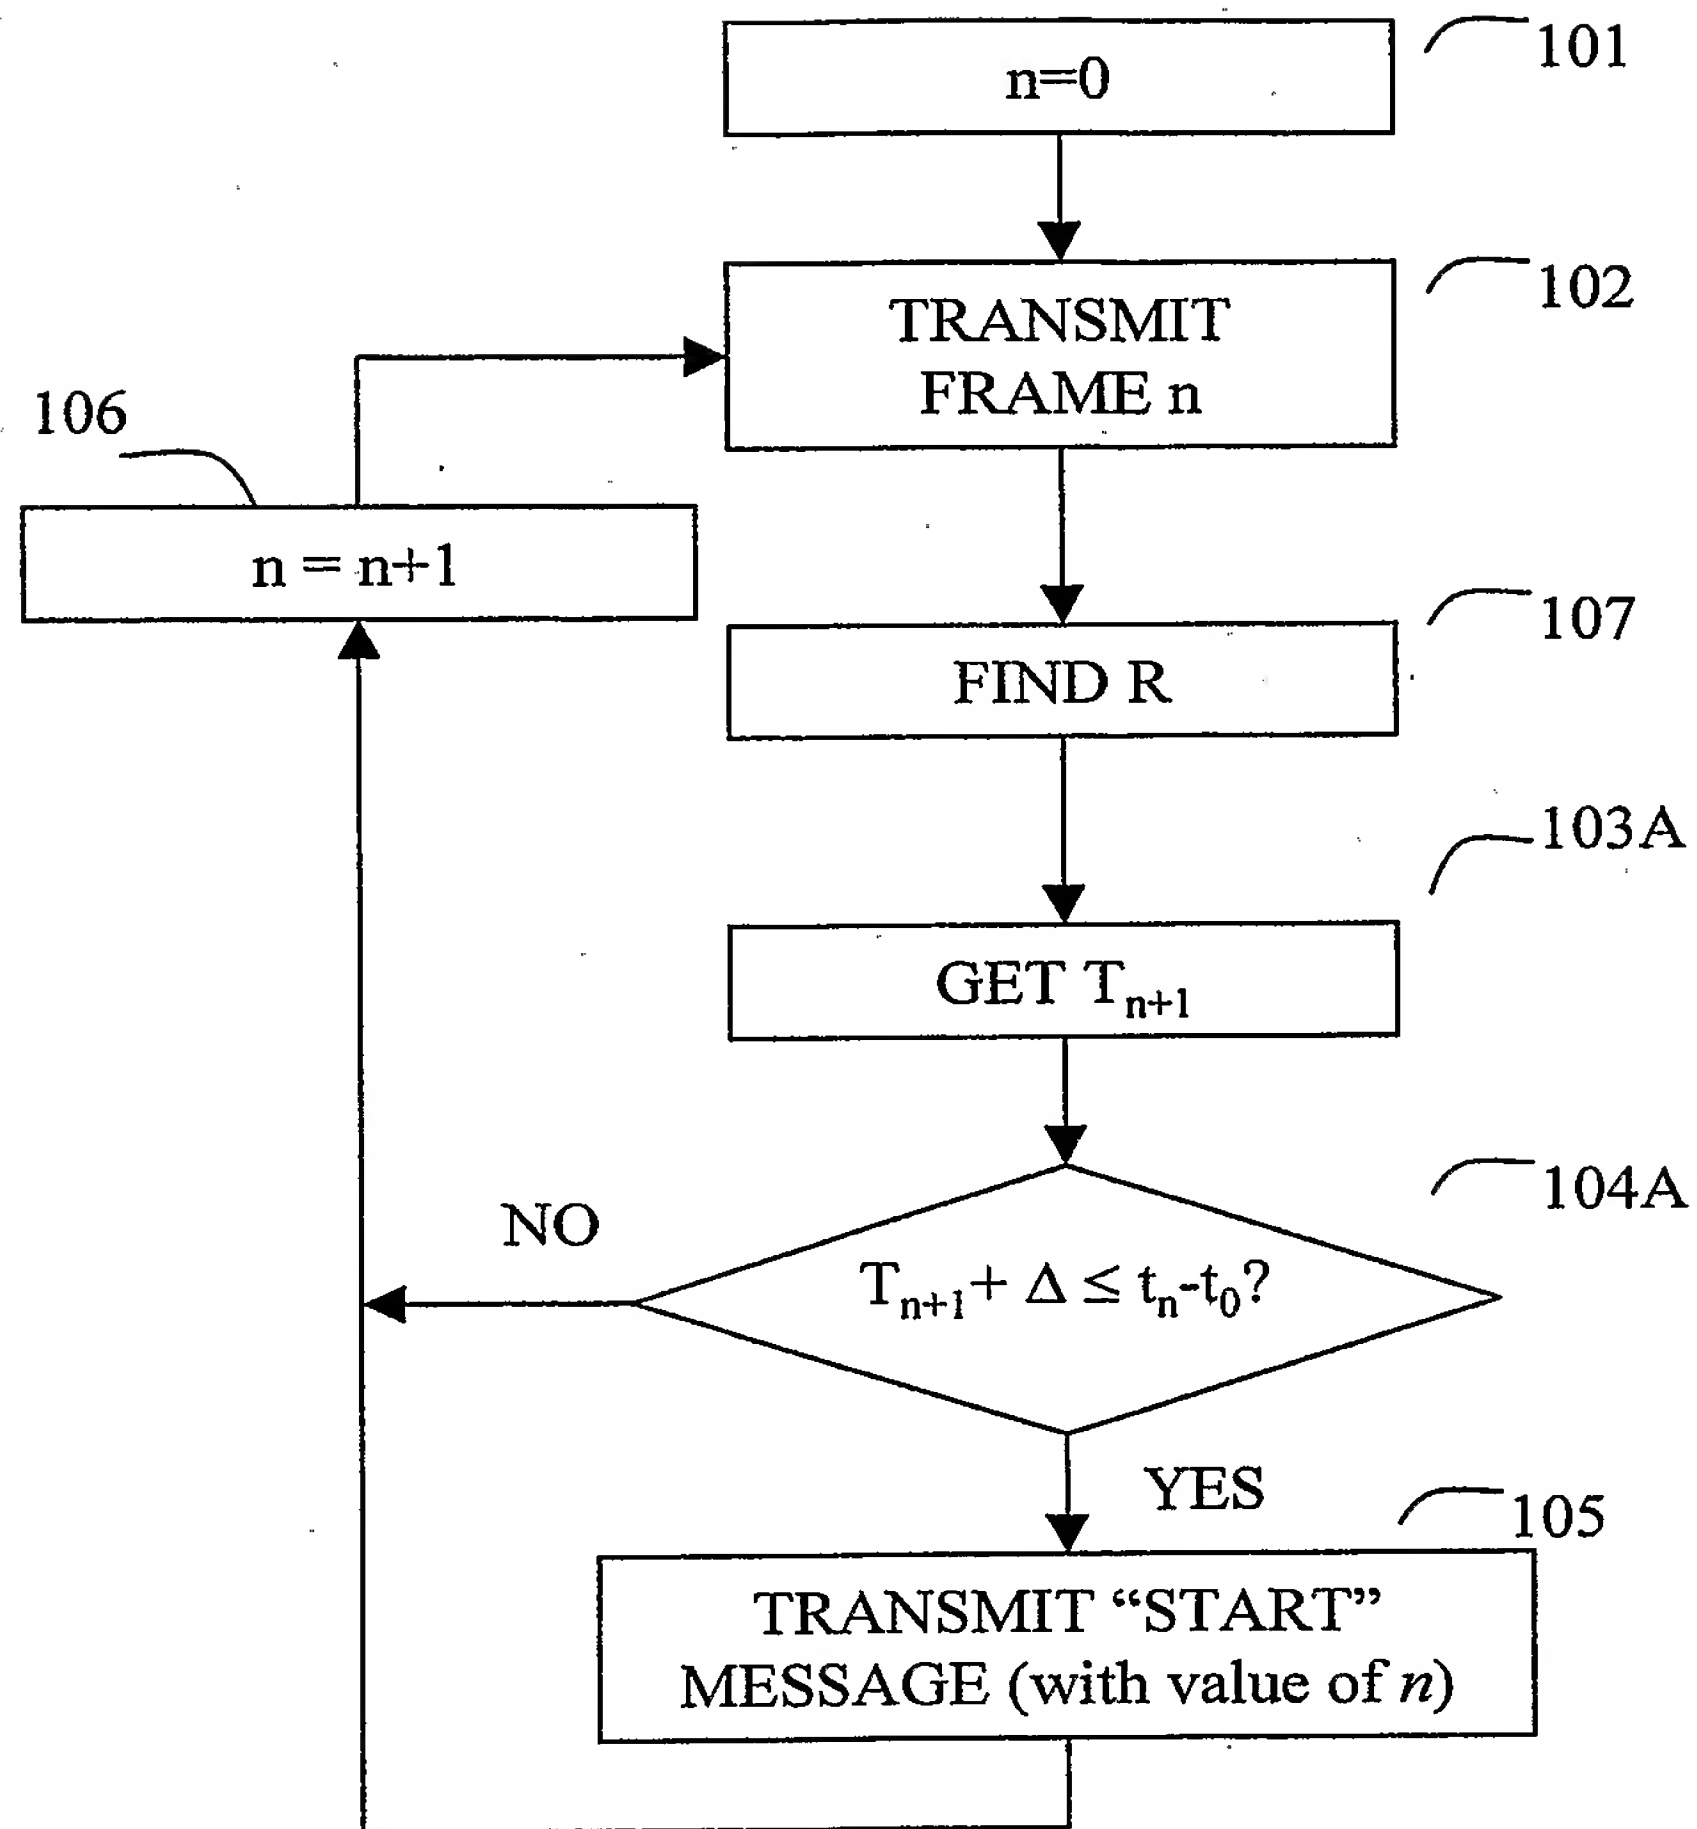 n=0
101
TRANSMIT
FRAME n
102
106
n = n+1
FIND R
107
GET Tn+1
103A
NO
Tn+1+ Δ ≤ tn-t0?
104A
YES
105
TRANSMIT “START”
MESSAGE (with value of n)